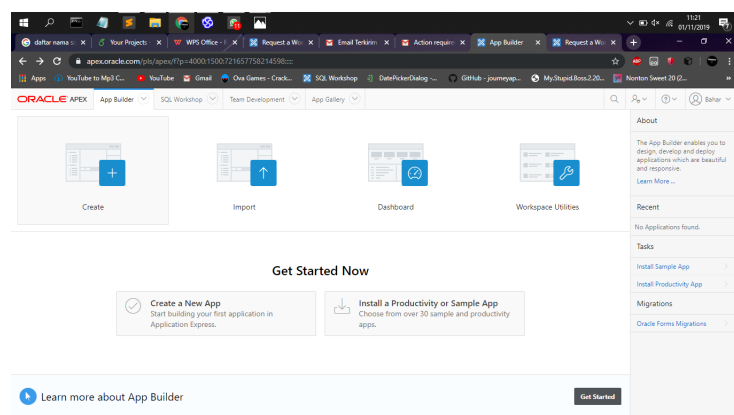 11:21
01/11/2019
daftar nama s
Your Projects -
WPS Office - F
Request a Wo
Email Terkirim
Action require
App Builder
Request a Wo
apex.oracle.com/pls/apex/f?p=4000:1500:721657758214598::::
Apps
YouTube to Mp3 C...
YouTube
Gmail
Ova Games - Crack...
SQL Workshop
DatePickerDialog -...
GitHub - journeyap...
My.Stupid.Boss.2.20...
Nonton Sweet 20 (2...
»
ORACLE APEX
App Builder
SQL Workshop
Team Development
App Gallery
Bahar
Create
Import
Dashboard
Workspace Utilities
Get Started Now
Create a New App
Start building your first application in
Application Express.
Install a Productivity or Sample App
Choose from over 30 sample and productivity
apps.
Learn more about App Builder
Get Started
About
The App Builder enables you to
design, develop and deploy
applications which are beautiful
and responsive.
Learn More ...
Recent
No Applications found.
Tasks
Install Sample App
Install Productivity App
Migrations
Oracle Forms Migrations